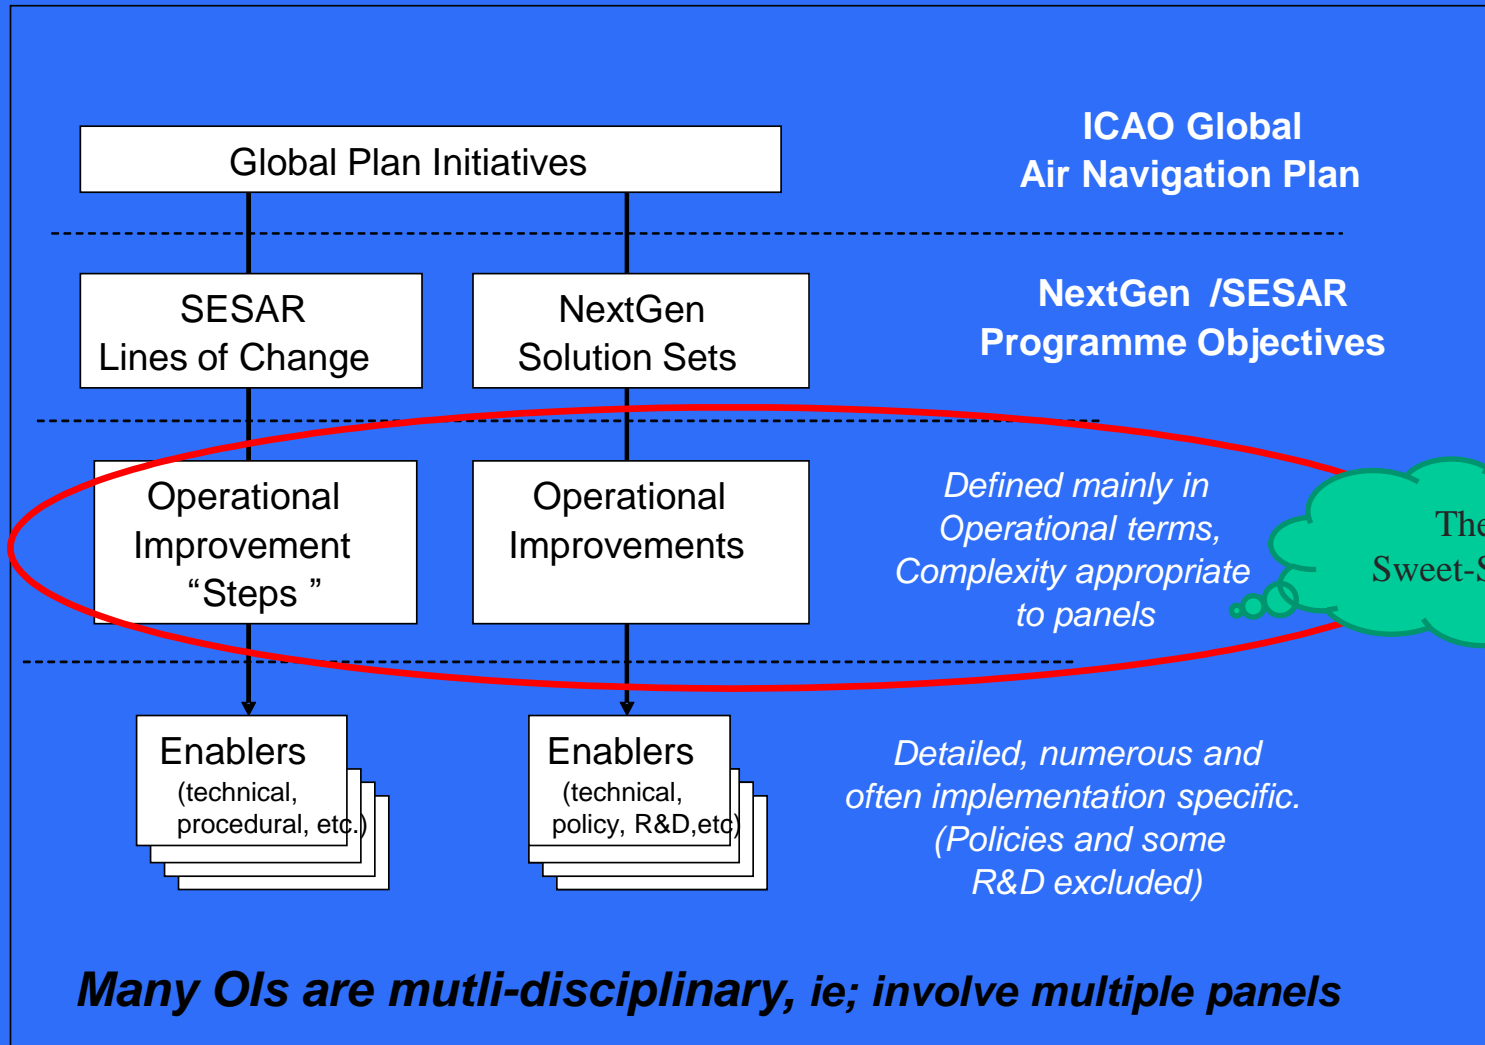 Global Plan Initiatives
ICAO Global
Air Navigation Plan
SESAR
Lines of Change
NextGen
Solution Sets
NextGen /SESAR
Programme Objectives
Operational
Improvement
“Steps ”
Operational
Improvements
Defined mainly in
Operational terms,
Complexity appropriate
to panels
The
Enablers
(technical,
procedural, etc.)
Enablers
(technical,
policy, R&D,etc)
Detailed, numerous and
often implementation specific.
(Policies and some
R&D excluded)
Many OIs are mutli-disciplinary, ie; involve multiple panels